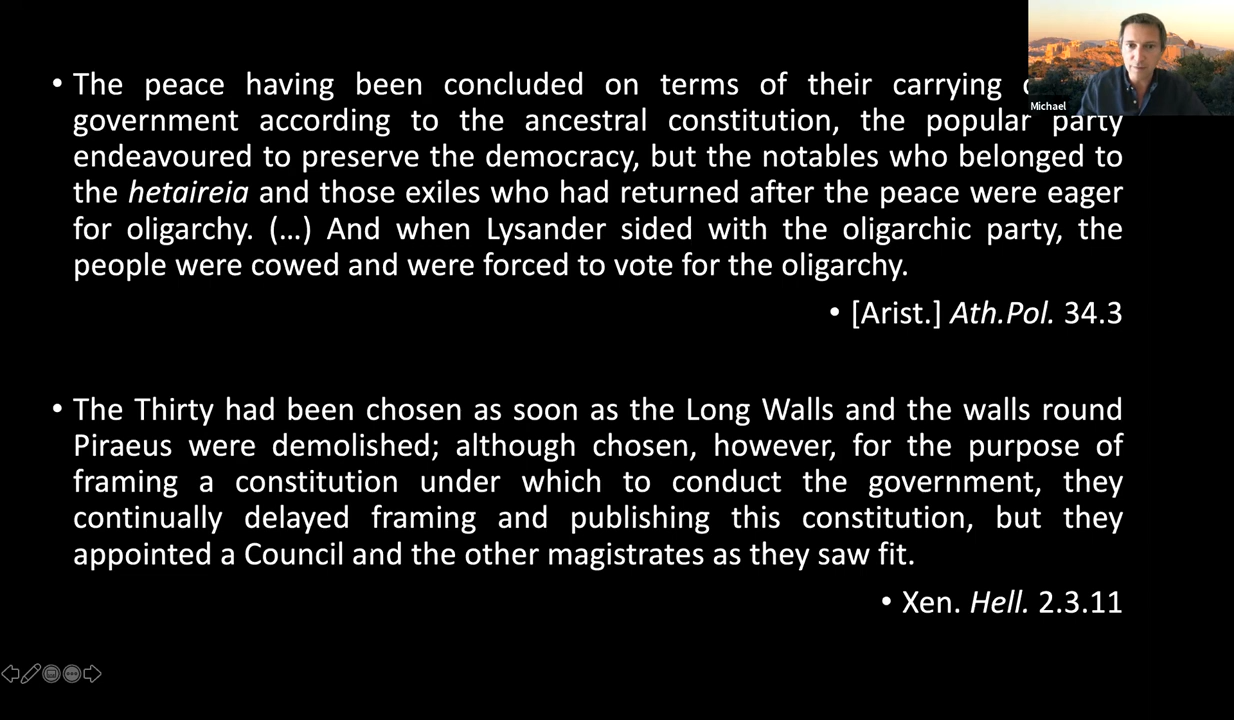 • The peace having been concluded on terms of their carrying
government according to the ancestral constitution, the popular party
endeavoured to preserve the democracy, but the notables who belonged to
the hetaireia and those exiles who had returned after the peace were eager
for oligarchy. (…) And when Lysander sided with the oligarchic party, the
people were cowed and were forced to vote for the oligarchy.
• [Arist.] Ath.Pol. 34.3
• The Thirty had been chosen as soon as the Long Walls and the walls round
Piraeus were demolished; although chosen, however, for the purpose of
framing a constitution under which to conduct the government, they
continually delayed framing and publishing this constitution, but they
appointed a Council and the other magistrates as they saw fit.
• Xen. Hell. 2.3.11
Michael